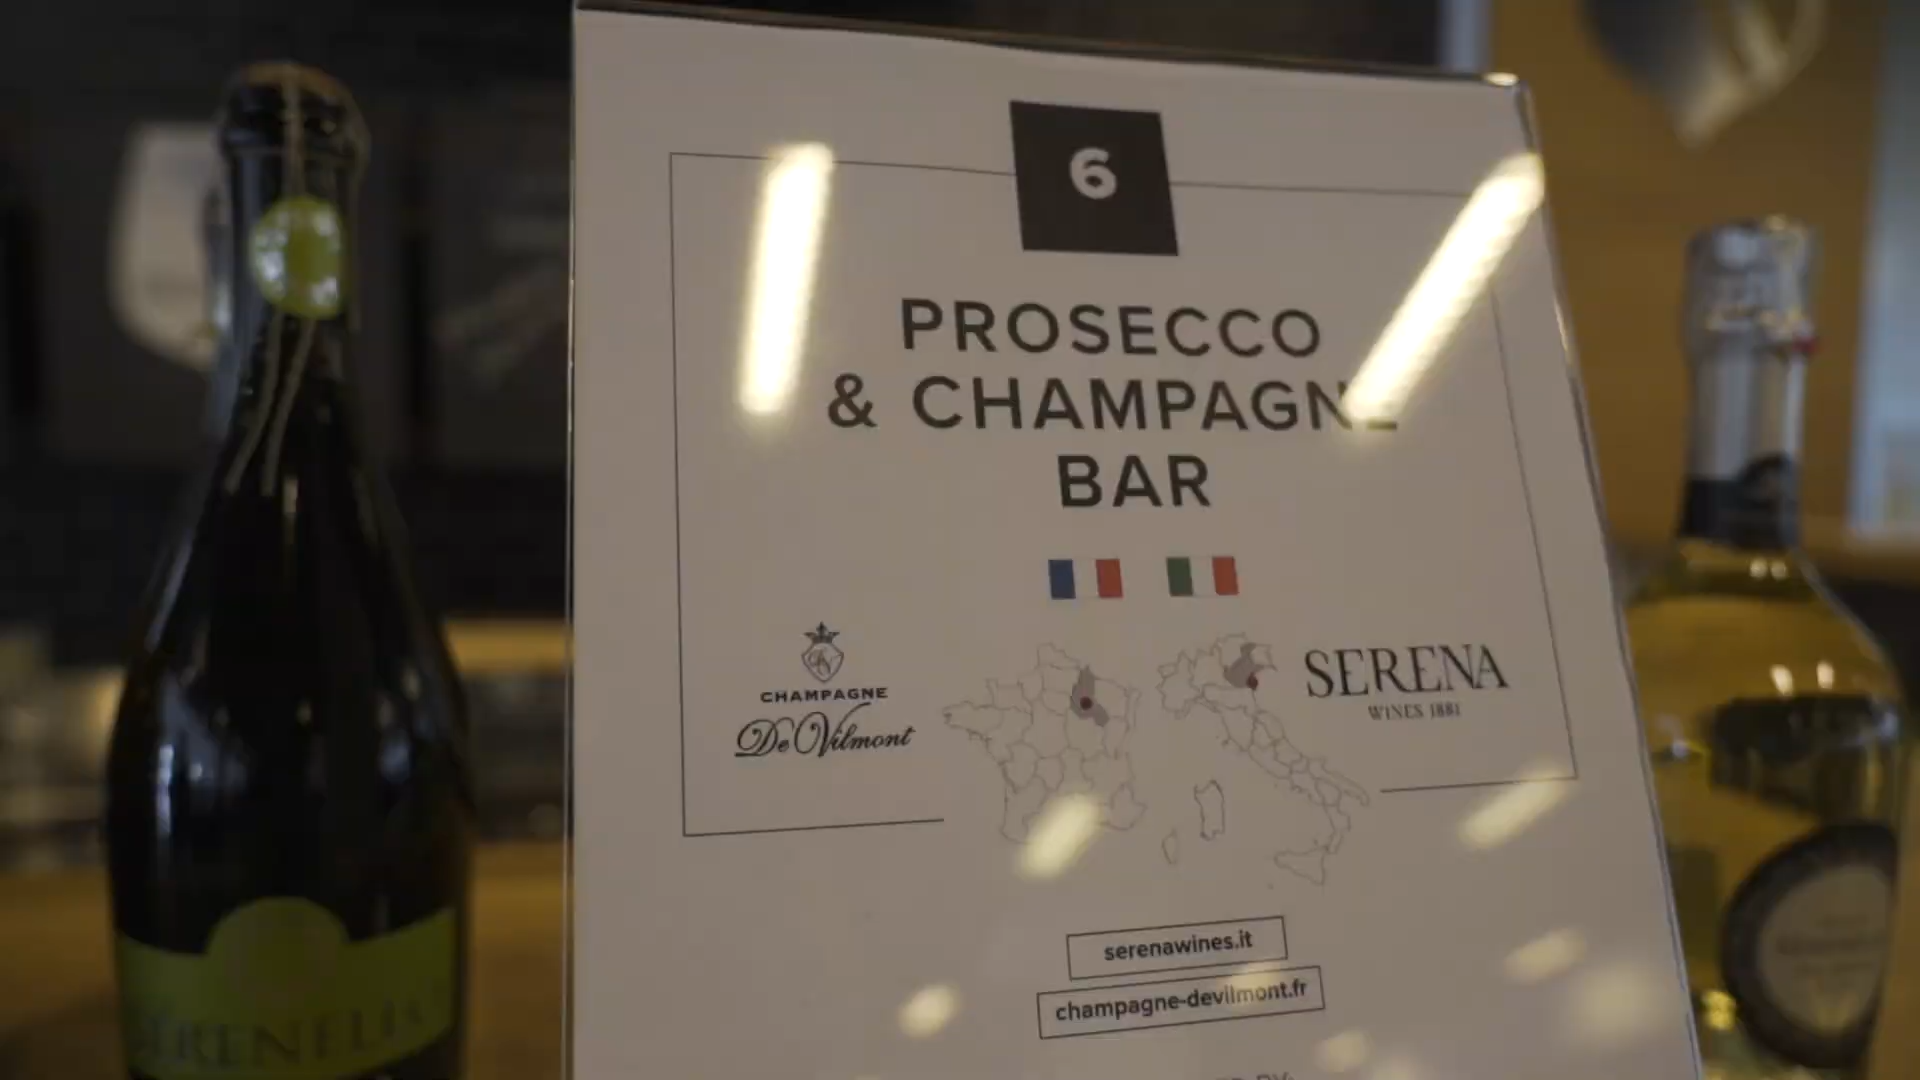 6
PROSECCO
& CHAMPAGNE
BAR
CHAMPAGNE
De Vilmont
SERENA
WINES 1881
serenawines.it
champagne-devilmont.fr